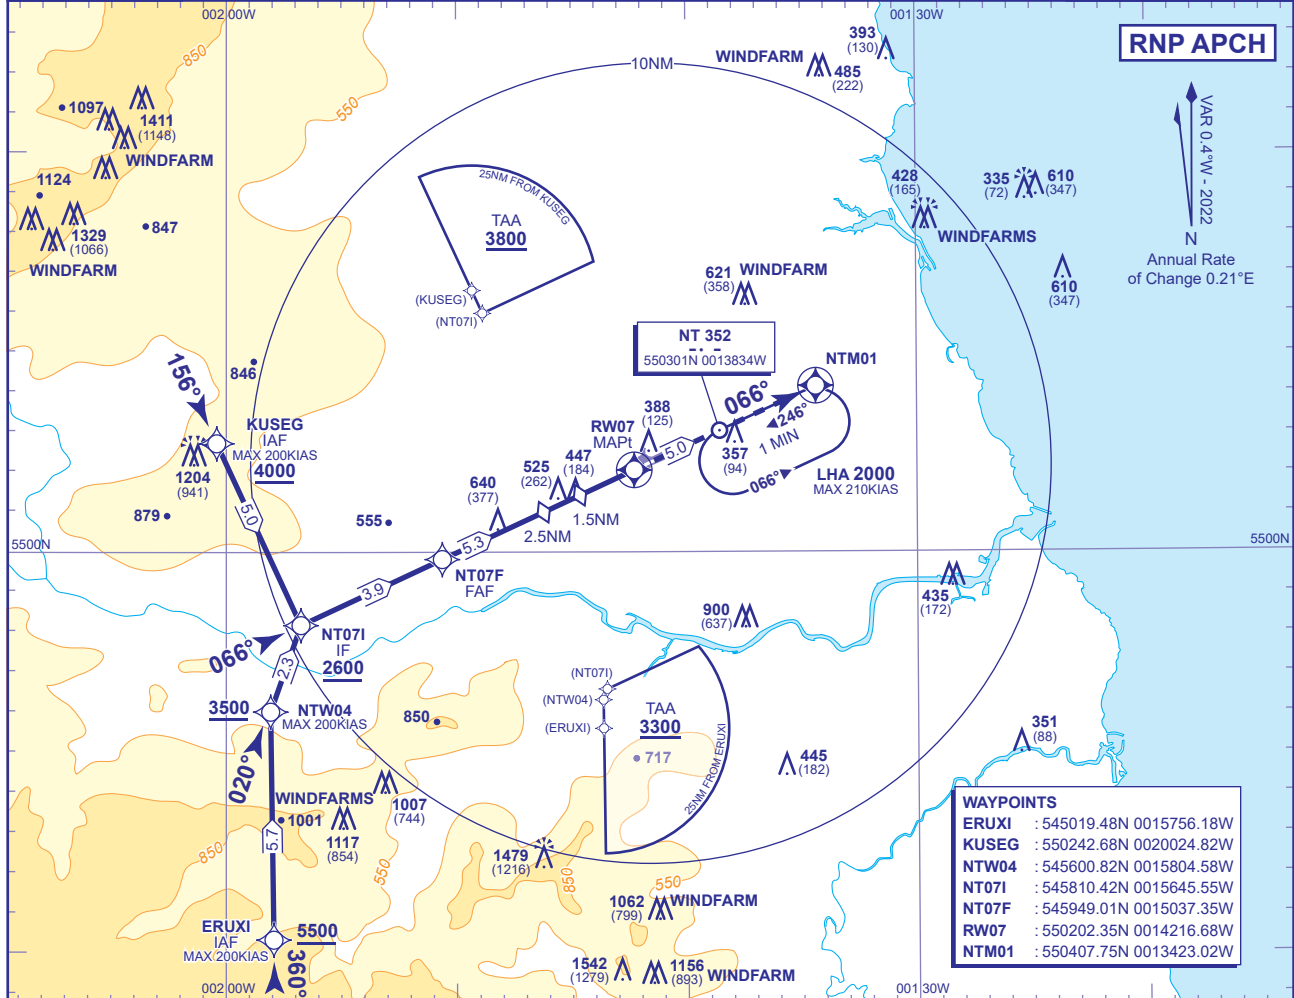 002 00W
001 30W
RNP APCH
850
550
10NM
WINDFARM
393
(130)
485
(222)
VAR 0.4°W - 2022
N
Annual Rate
of Change 0.21°E
1097
1411
(1148)
WINDFARM
1124
847
1329
(1066)
WINDFARM
25NM FROM KUSEG
TAA
3800
(KUSEG)
(NT07I)
428
(165)
WINDFARMS
335
(72)
610
(347)
610
(347)
621
(358)
WINDFARM
NT 352
550301N 0013834W
NTM01
846
156°
KUSEG
IAF
MAX 200KIAS
4000
1204
(941)
5.0
879
555
388
(125)
RW07
MAPt
5.0
066°
246°
1 MIN
357
(94)
066°
LHA 2000
MAX 210KIAS
447
(184)
525
(262)
640
(377)
1.5NM
2.5NM
5.3
5500N
5500N
NT07F
FAF
3.9
NT07I
IF
2600
066°
2.3
435
(172)
900
(637)
3500
NTW04
MAX 200KIAS
850
020°
(NT07I)
(NTW04)
(ERUXI)
TAA
3300
717
25NM FROM ERUXI
445
(182)
351
(88)
WINDFARMS
1001
1007
(744)
1117
(854)
5.7
850
550
1479
(1216)
850
550
1062
(799)
WINDFARM
ERUXI
IAF
MAX 200KIAS
5500
360°
1542
(1279)
1156
(893)
WINDFARM
WAYPOINTS
ERUXI : 545019.48N 0015756.18W
KUSEG : 550242.68N 0020024.82W
NTW04 : 545600.82N 0015804.58W
NT07I : 545810.42N 0015645.55W
NT07F : 545949.01N 0015037.35W
RW07 : 550202.35N 0014216.68W
NTM01 : 550407.75N 0013423.02W
002 00W
001 30W